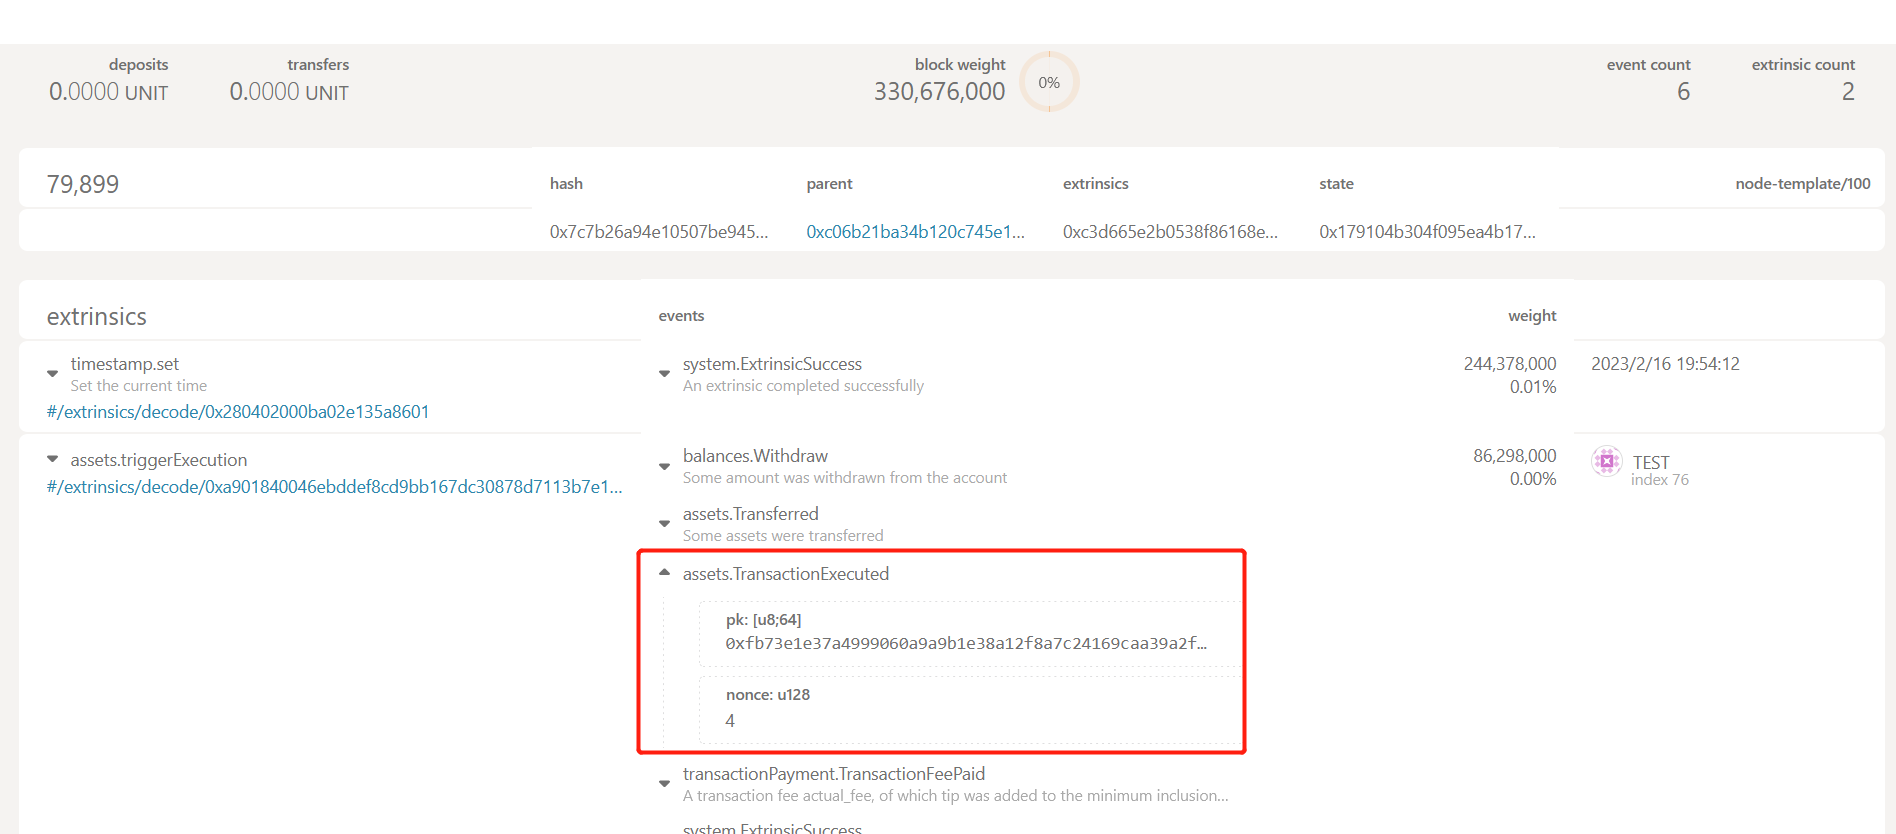 deposits
0.0000 UNIT
transfers
0.0000 UNIT
block weight
330,676,000
0%
event count
6
extrinsic count
2
79,899
hash
parent
extrinsics
state
node-template/100
0x7c7b26a94e10507be945...
0xc06b21ba34b120c745e1...
0xc3d665e2b0538f86168e...
0x179104b304f095ea4b17...
extrinsics
events
weight
timestamp.set
Set the current time
#/extrinsics/decode/0x280402000ba02e135a8601
system.ExtrinsicSuccess
An extrinsic completed successfully
244,378,000
0.01%
2023/2/16 19:54:12
assets.triggerExecution
#/extrinsics/decode/0xa901840046ebddef8cd9bb167dc30878d7113b7e1...
balances.Withdraw
Some amount was withdrawn from the account
86,298,000
0.00%
TEST
index 76
assets.Transferred
Some assets were transferred
assets.TransactionExecuted
pk: [u8;64]
0xfb73e1e37a4999060a9a9b1e38a12f8a7c24169caa39a2f...
nonce: u128
4
transactionPayment.TransactionFeePaid
A transaction fee actual_fee, of which tip was added to the minimum inclusion...
system.ExtrinsicSuccess